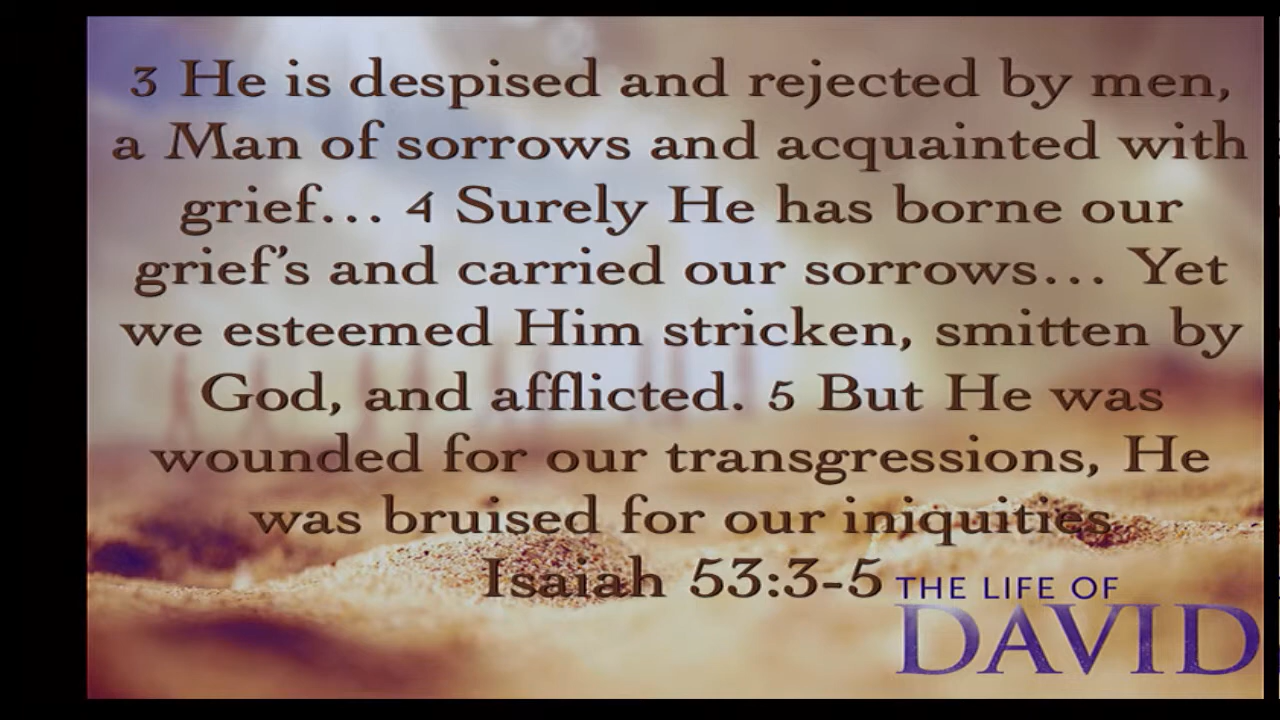 3 He is despised and rejected by men,
a Man of sorrows and acquainted with
grief... 4 Surely He has borne our
grief's and carried our sorrows... Yet
we esteemed Him stricken, smitten by
God, and afflicted. 5 But He was
wounded for our transgressions, He
was bruised for our iniquities
Isaiah 53:3-5
THE LIFE OF
DAVID